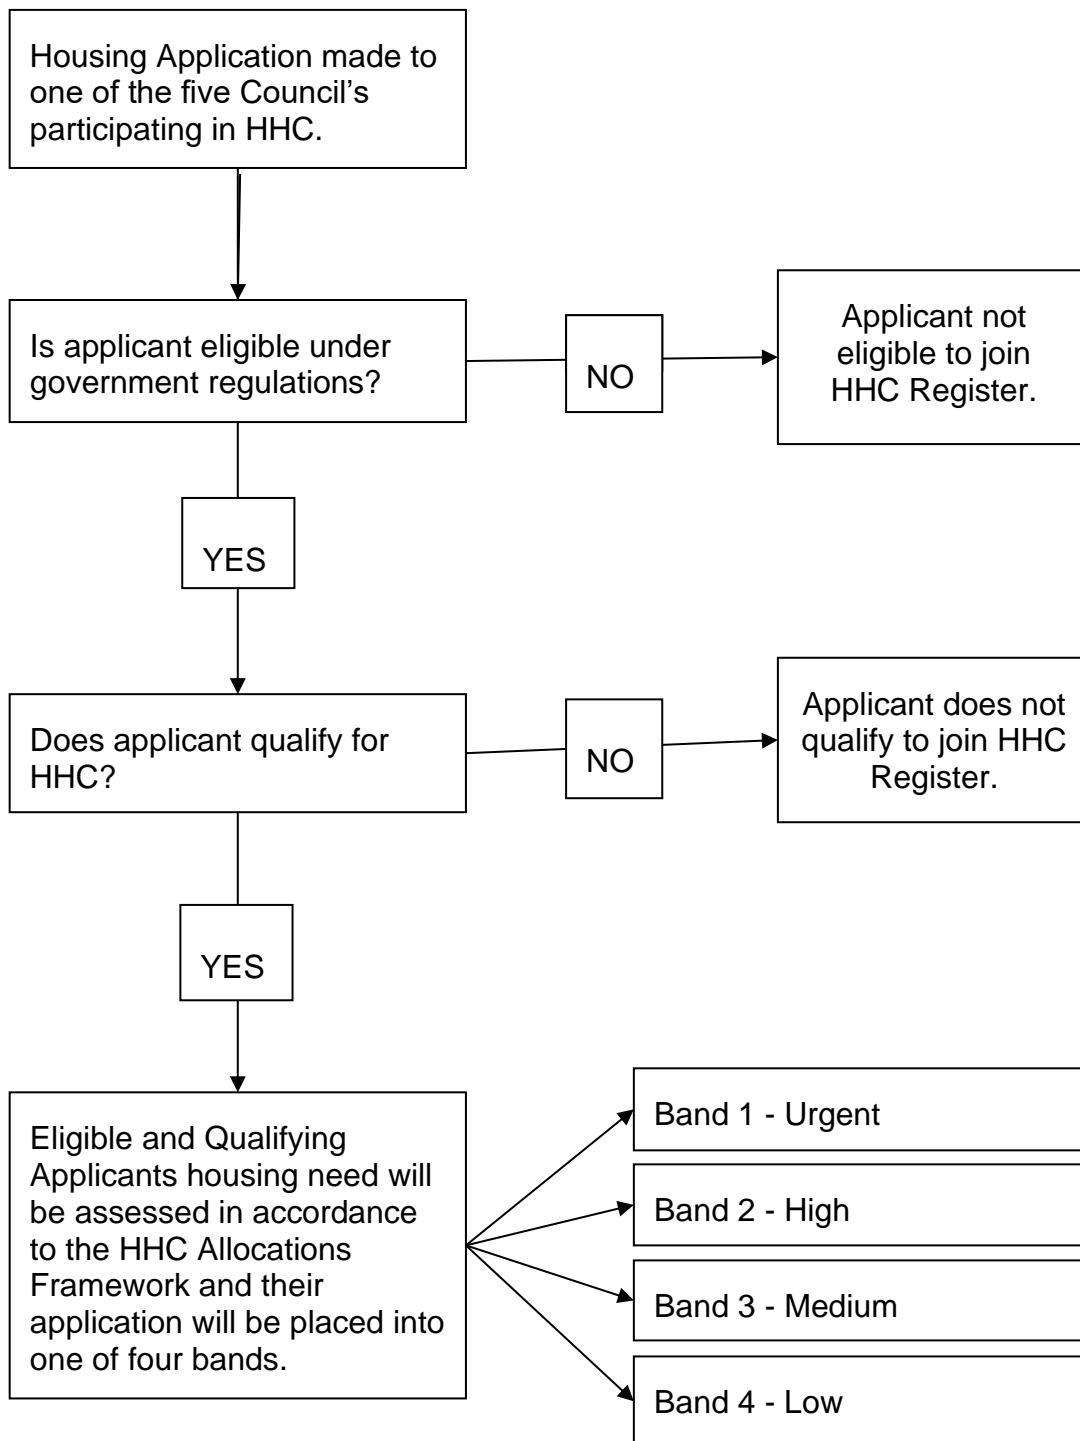 Housing Application made to
one of the five Council’s
participating in HHC.
Is applicant eligible under
government regulations?
NO
Applicant not
eligible to join
HHC Register.
YES
Does applicant qualify for
HHC?
NO
Applicant does not
qualify to join HHC
Register.
YES
Eligible and Qualifying
Applicants housing need will
be assessed in accordance
to the HHC Allocations
Framework and their
application will be placed into
one of four bands.
Band 1 - Urgent
Band 2 - High
Band 3 - Medium
Band 4 - Low